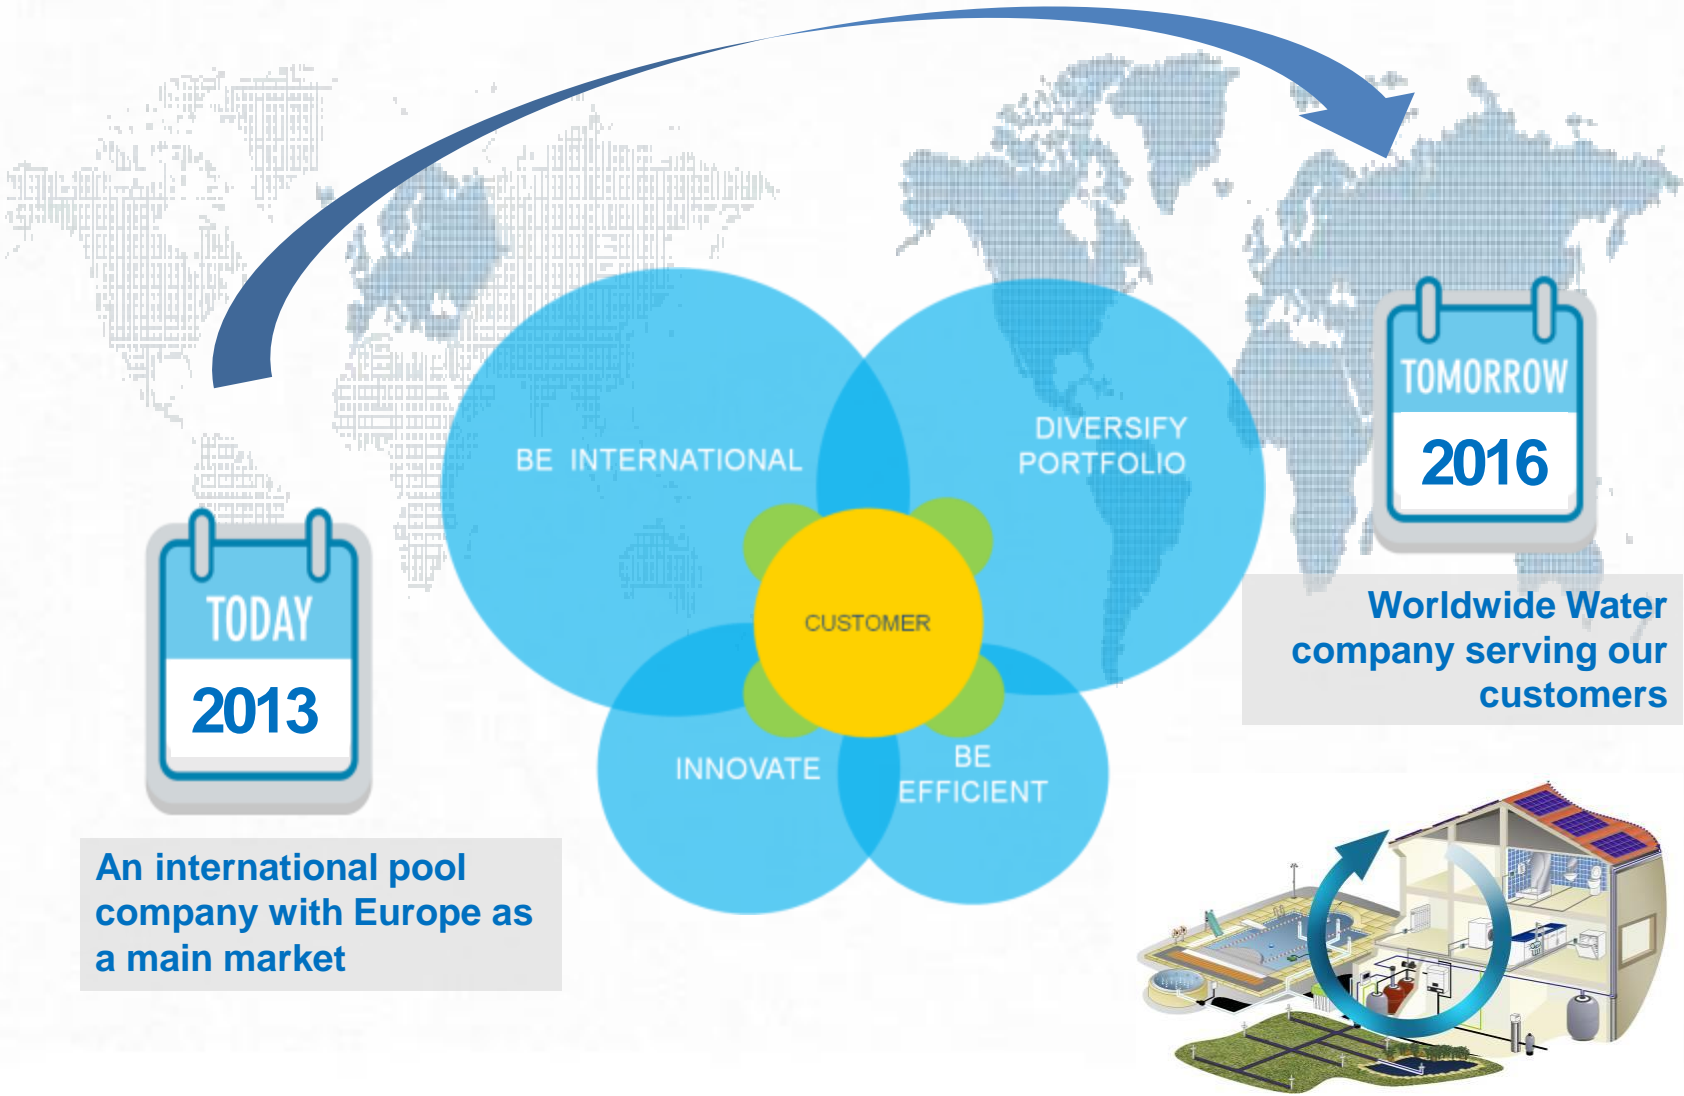 BE INTERNATIONAL
DIVERSIFY
PORTFOLIO
TOMORROW
2016
Worldwide Water
company serving our
customers
CUSTOMER
TODAY
2013
INNOVATE
BE
EFFICIENT
An international pool
company with Europe as
a main market